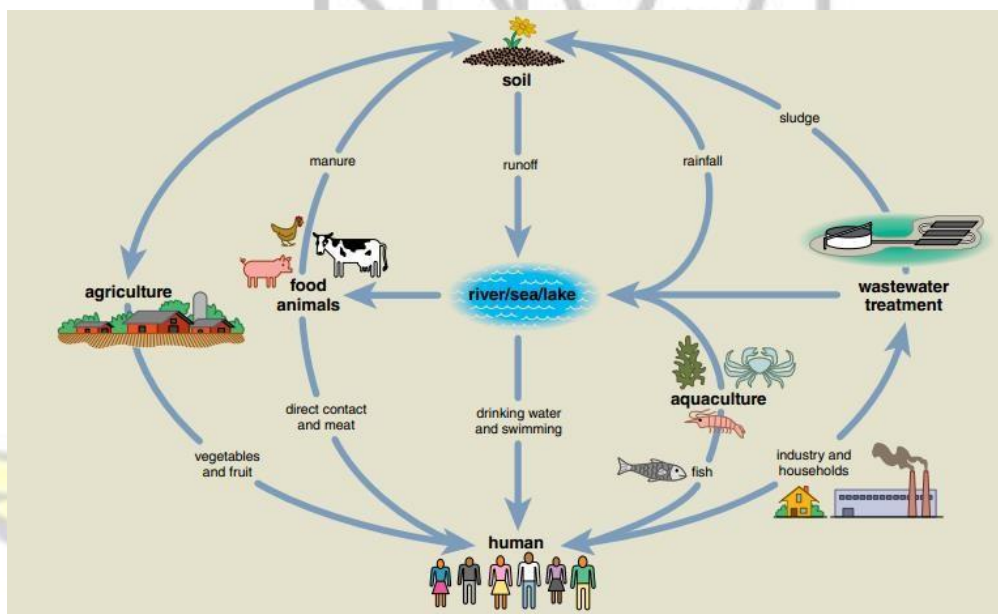 soil
sludge
manure
runoff
rainfall
agriculture
food
animals
river/sea/lake
wastewater
treatment
aquaculture
direct contact
and meat
drinking water
and swimming
vegetables
and fruit
fish
industry and
households
human